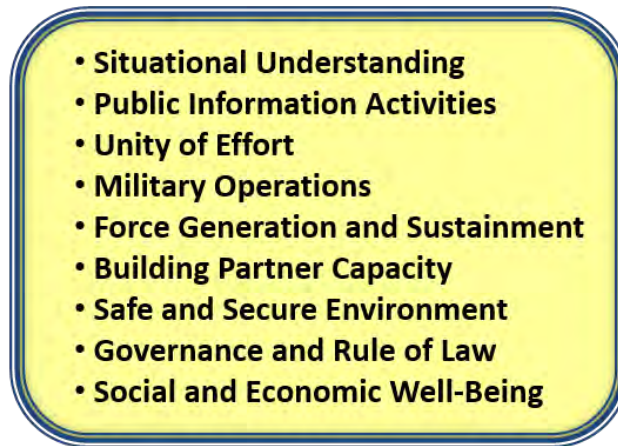 • Situational Understanding
• Public Information Activities
• Unity of Effort
• Military Operations
• Force Generation and Sustainment
• Building Partner Capacity
• Safe and Secure Environment
• Governance and Rule of Law
• Social and Economic Well-Being